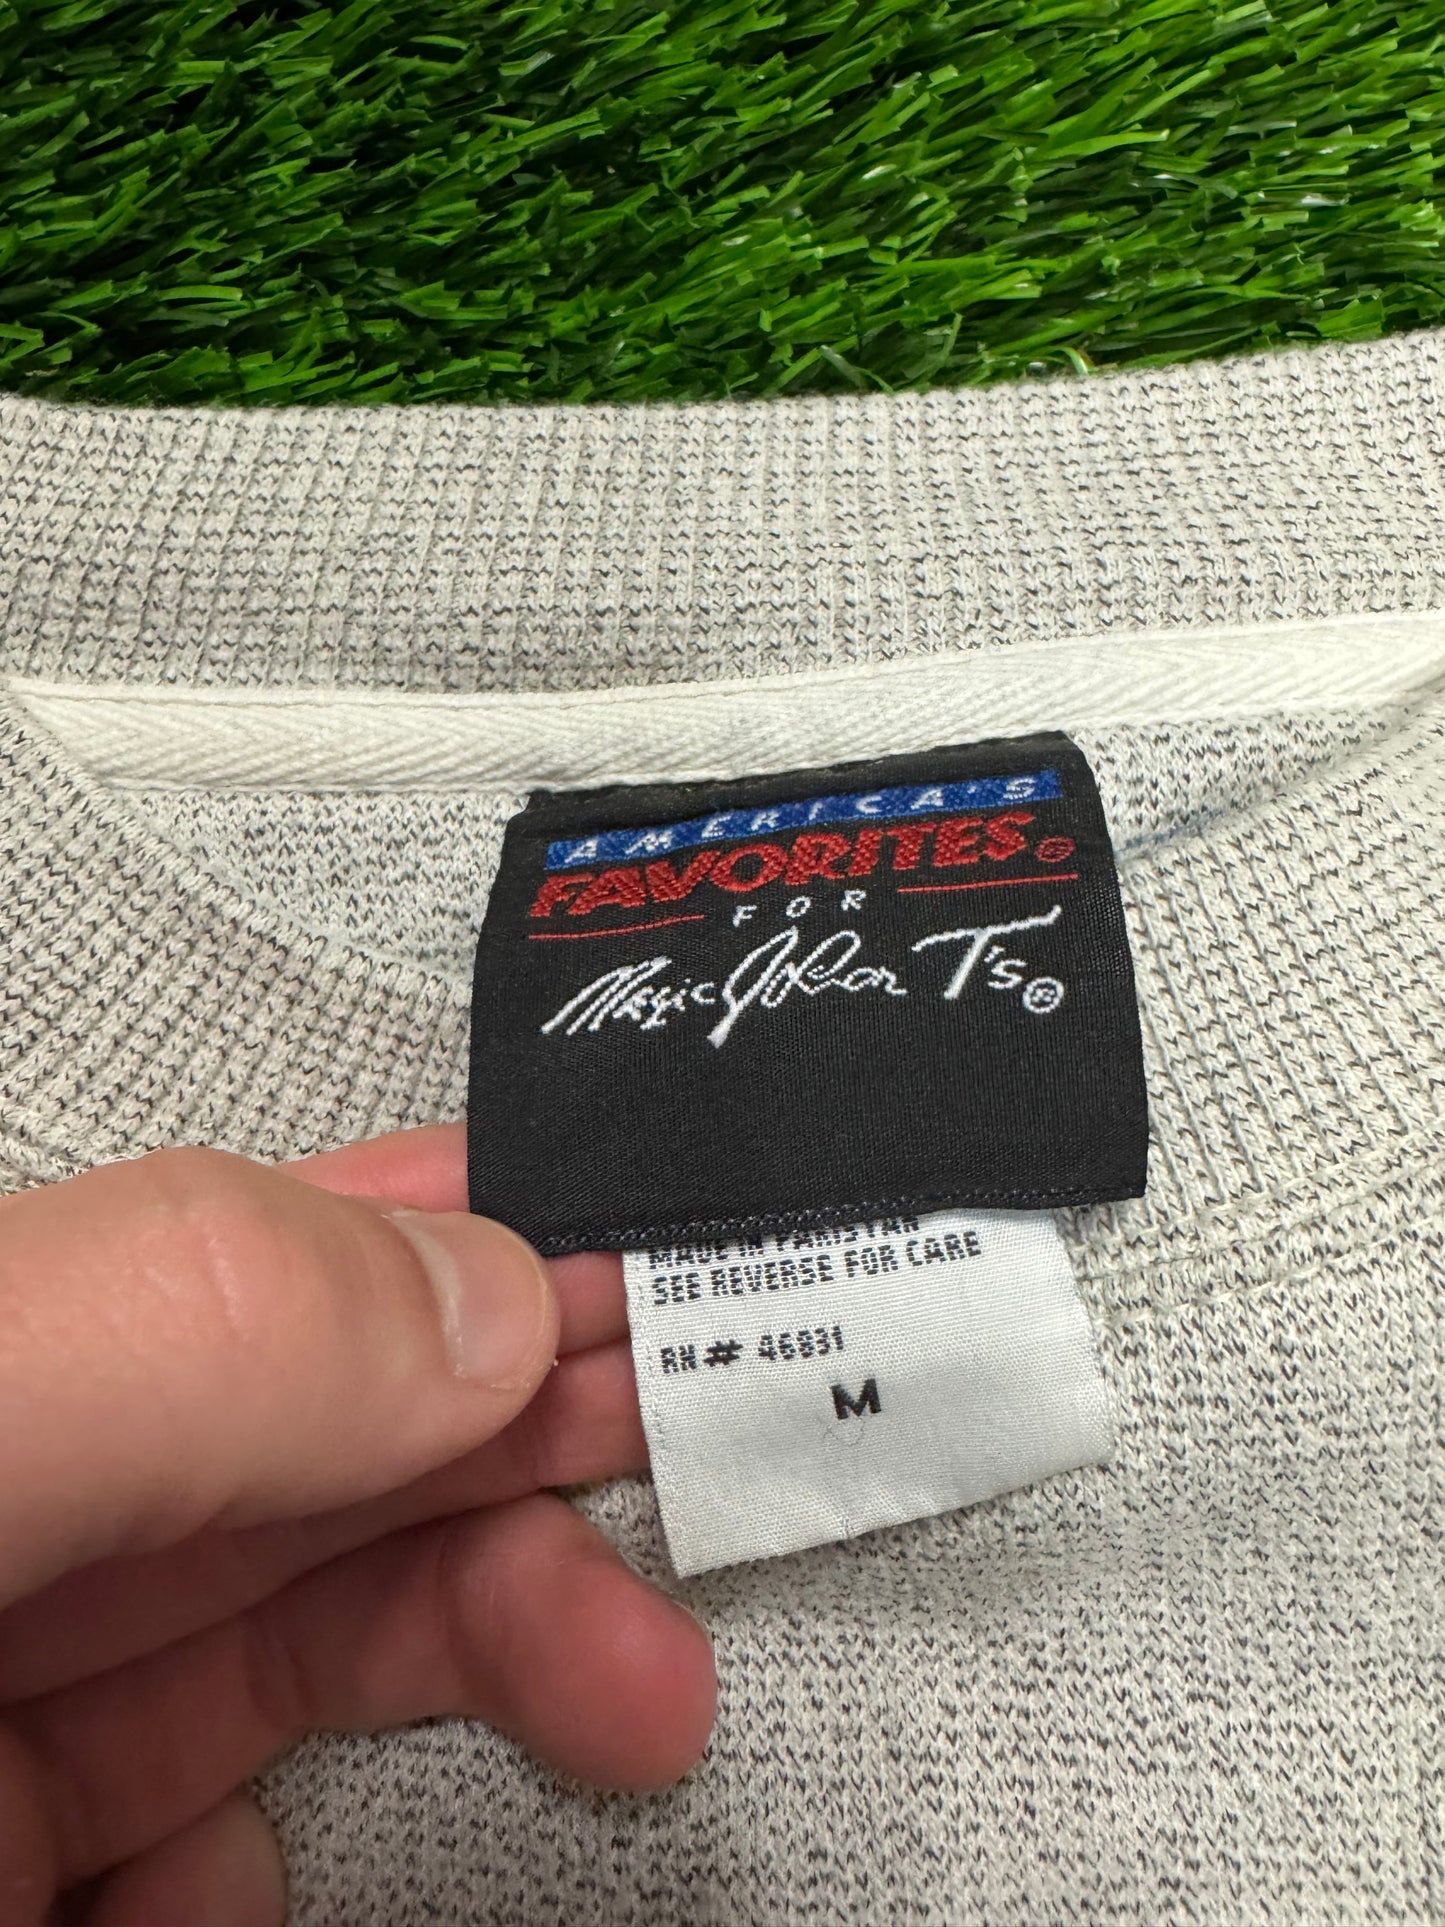 AMERICA'S
FAVORITES®
FOR
Magic Johnson T's®
MADE IN PAKISTAN
SEE REVERSE FOR CARE
RN# 46831
M